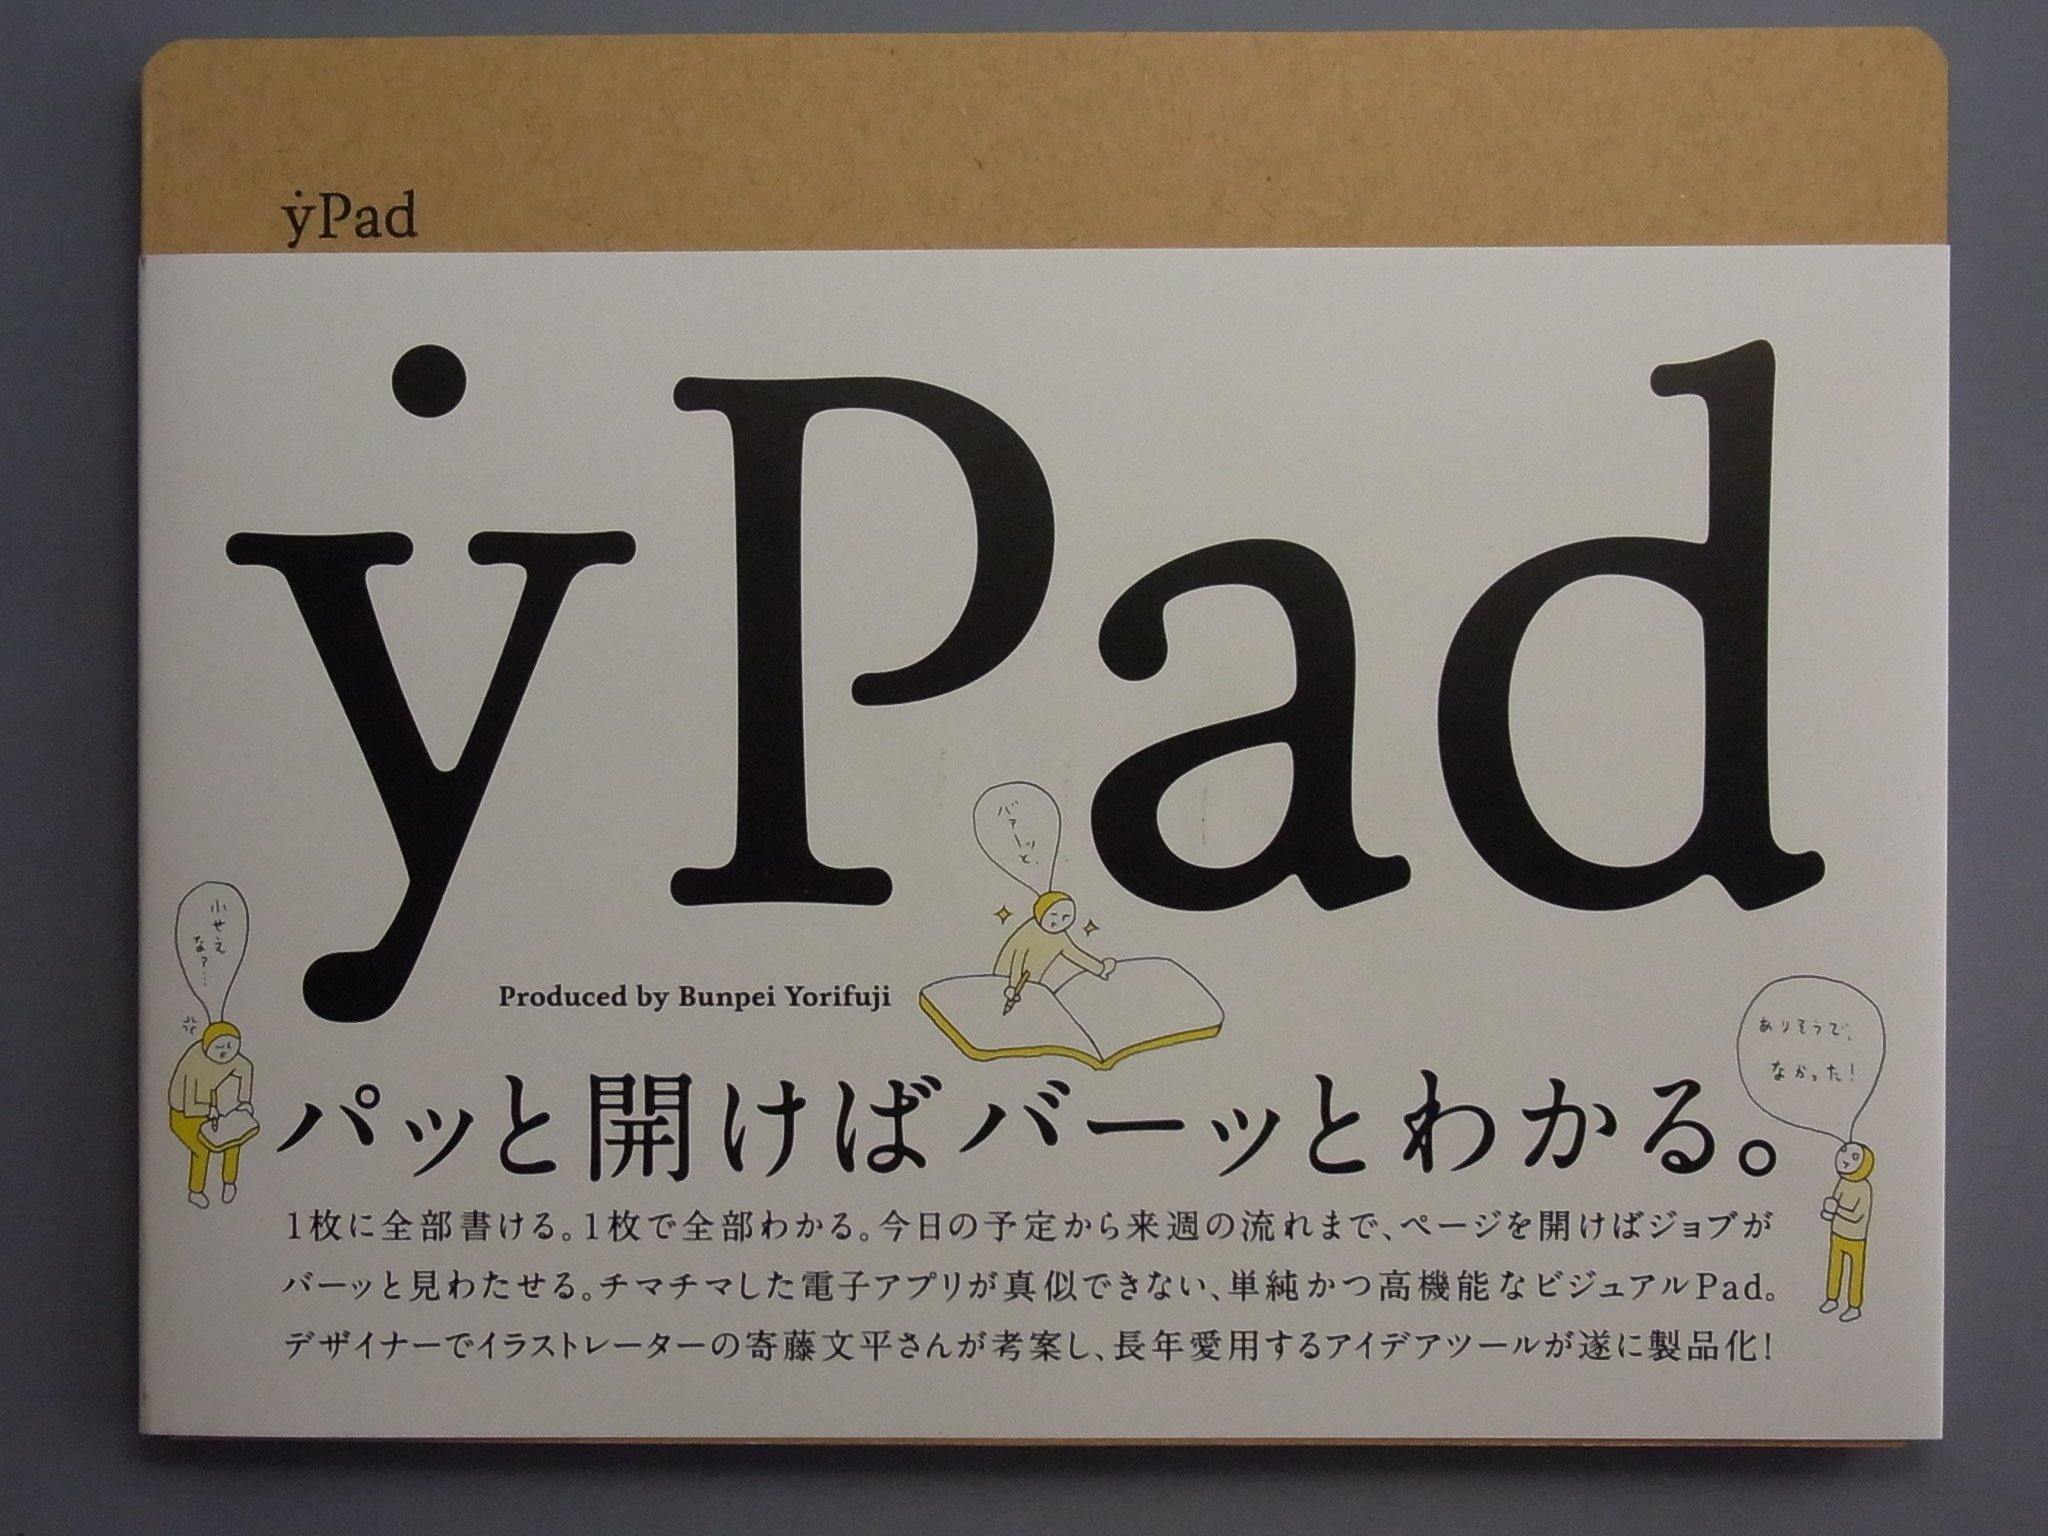 ẏPad
ẏPad
バァーッと、
小せえ
なァ…
Produced by Bunpei Yorifuji
ありそうで、
なかった!
パッと開けばバーッとわかる。
1枚に全部書ける。1枚で全部わかる。今日の予定から来週の流れまで、ページを開けばジョブが
バーッと見わたせる。チマチマした電子アプリが真似できない、単純かつ高機能なビジュアルPad。
デザイナーでイラストレーターの寄藤文平さんが考案し、長年愛用するアイデアツールが遂に製品化!